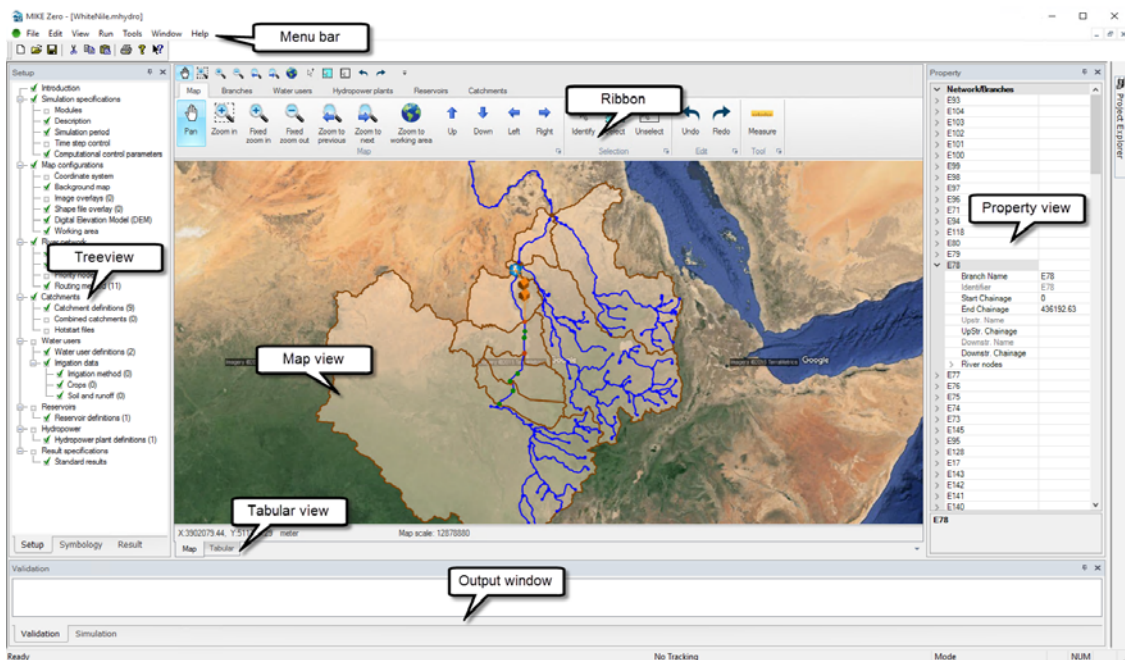 MIKE Zero - [WhiteNile.mhydro]
File Edit View Run Tools Window Help
Menu bar
Setup
Introduction
Simulation specifications
Modules
Description
Simulation period
Time step control
Computational control parameters
Map configurations
Coordinate system
Background map
Image overlays (0)
Shape file overlay (0)
Digital Elevation Model (DEM)
Working area
River network
Treeview
Routing method (11)
Catchments
Catchment definitions (9)
Combined catchments (0)
Hotstart files
Water users
Water user definitions (2)
Irrigation data
Irrigation method (0)
Crops (0)
Soil and runoff (0)
Reservoirs
Reservoir definitions (1)
Hydropower
Hydropower plant definitions (1)
Result specifications
Standard results
Setup Symbology Result
Map Branches Water users Hydropower plants Reservoirs Catchments
Ribbon
Pan Zoom in Fixed zoom in Fixed zoom out Zoom to previous Zoom to next Zoom to working area Up Down Left Right Identify Select Unselect Undo Redo Measure
Map Selection Edit Tool
Map view
Google
Tabular view
X:3902079.44, meter Map scale: 12878880
Map Tabular
Property
Network/Branches
E93
E104
E103
E102
E101
E100
E99
E98
E97
E96
E71
E94
E118
E80
E79
Property view
E78
Branch Name E78
Identifier E78
Start Chainage 0
End Chainage 436192.63
Upstr. Name
UpStr. Chainage
Downstr. Name
Downstr. Chainage
River nodes
E77
E76
E75
E74
E73
E145
E95
E128
E17
E143
E142
E141
E140
E78
Project Explorer
Validation
Output window
Validation Simulation
Ready No Tracking Mode NUM